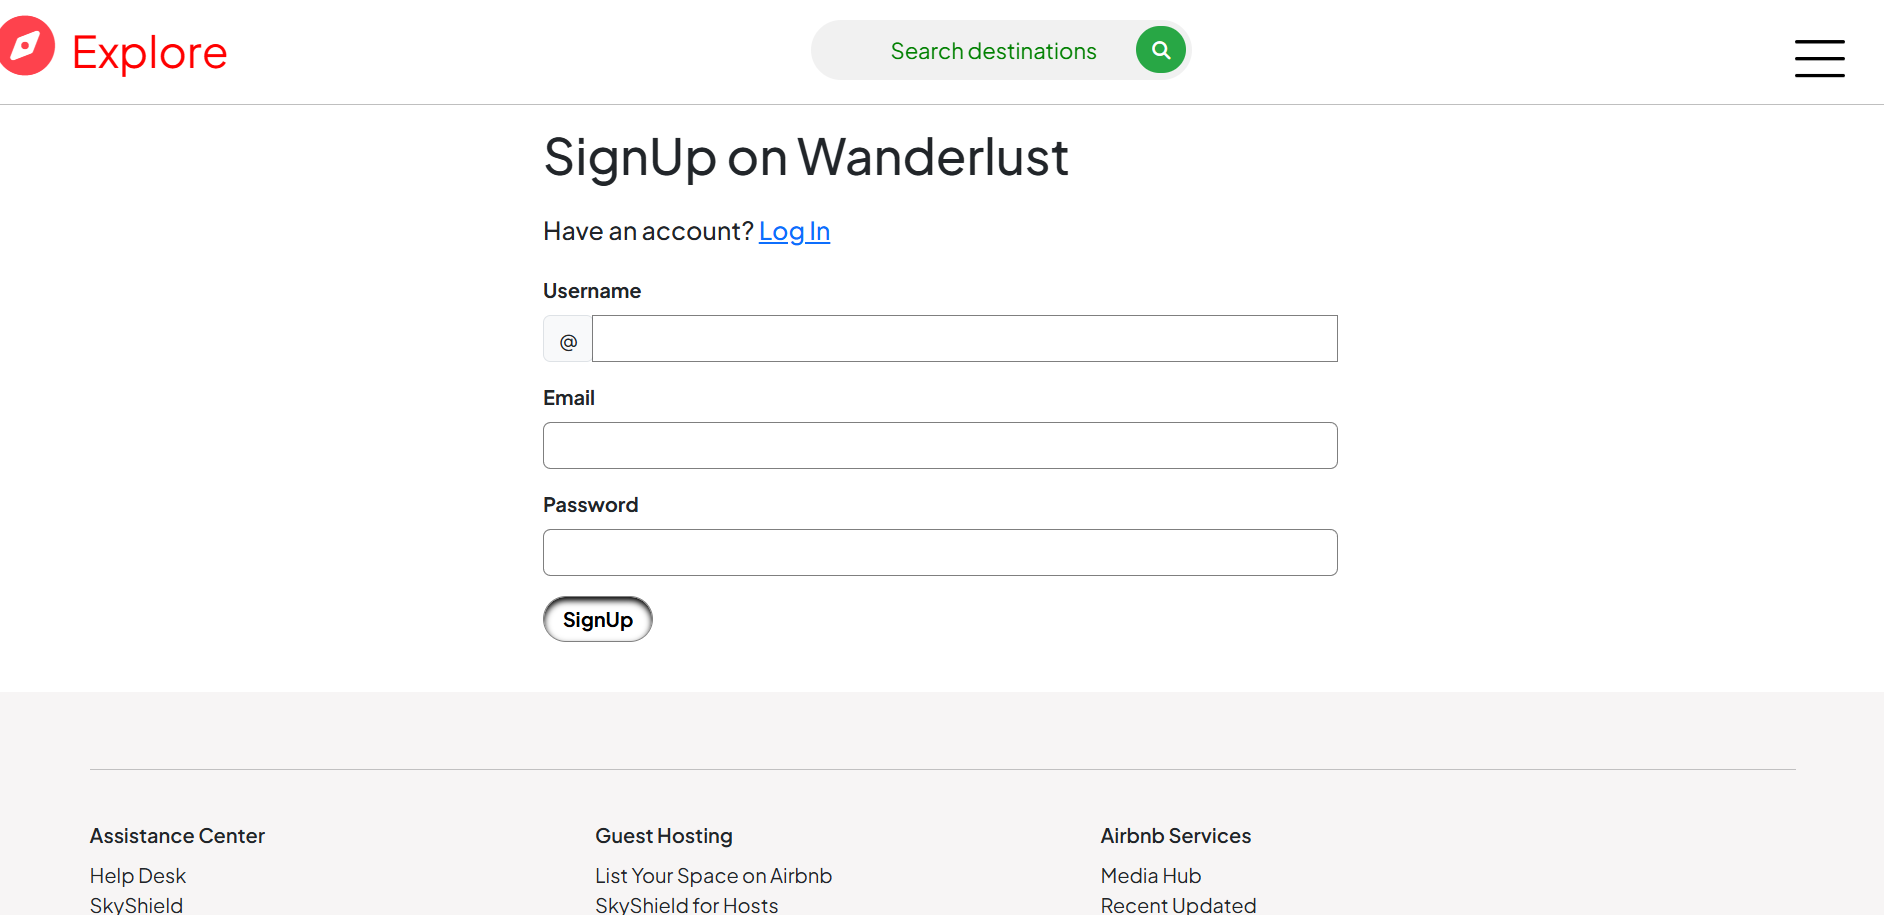 Explore
Search destinations
SignUp on Wanderlust
Have an account? Log In
Username
@
Email
Password
SignUp
Assistance Center
Help Desk
SkyShield
Guest Hosting
List Your Space on Airbnb
SkyShield for Hosts
Airbnb Services
Media Hub
Recent Updated